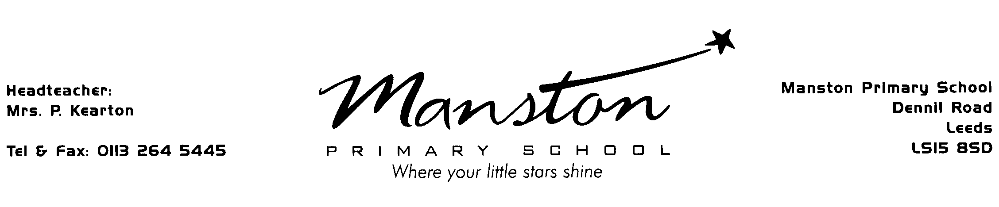 Headteacher:
Mrs. P. Kearton
Tel & Fax: 0113 264 5445
Manston
PRIMARY SCHOOL
Where your little stars shine
Manston Primary School
Dennil Road
Leeds
LS15 8SD